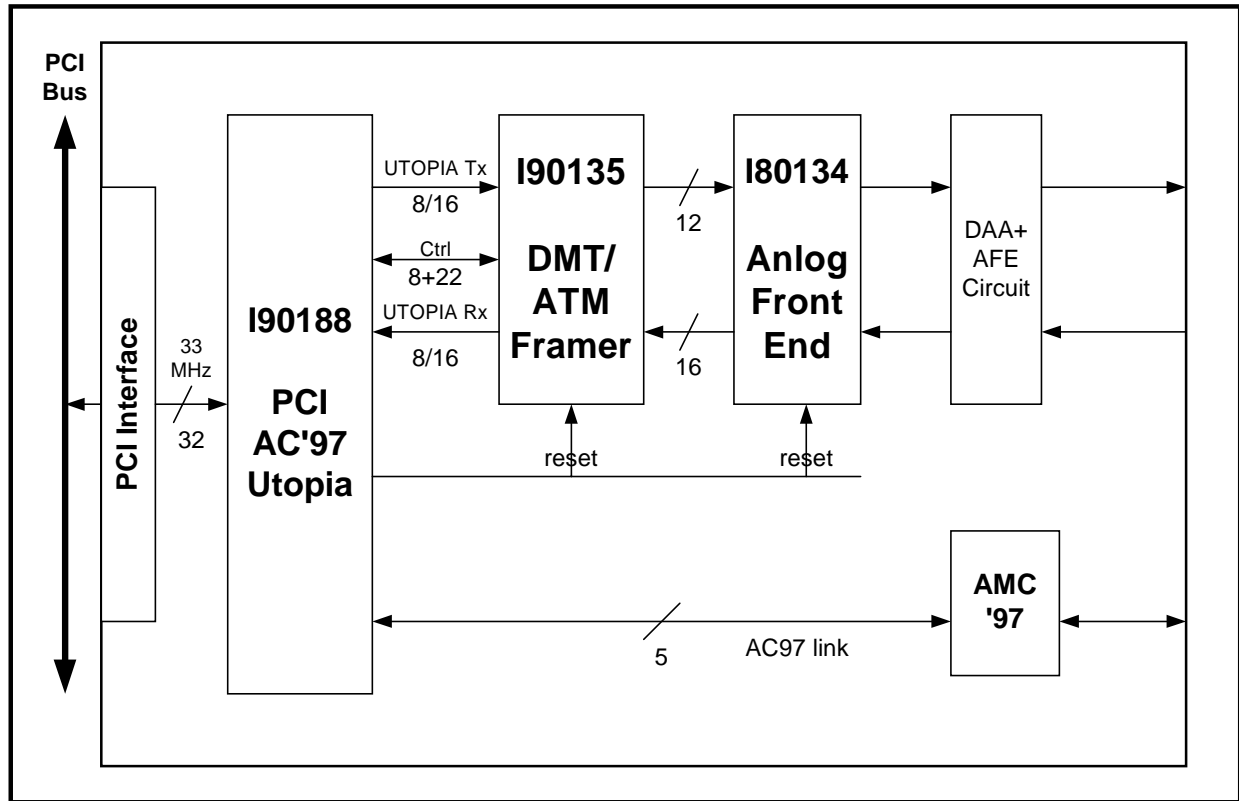 PCI
Bus
PCI Interface
33
MHz
32
I90188
PCI
AC'97
Utopia
UTOPIA Tx
8/16
Ctrl
8+22
UTOPIA Rx
8/16
I90135
DMT/
ATM
Framer
12
16
I80134
Anlog
Front
End
DAA+
AFE
Circuit
reset
reset
5
AC97 link
AMC
'97